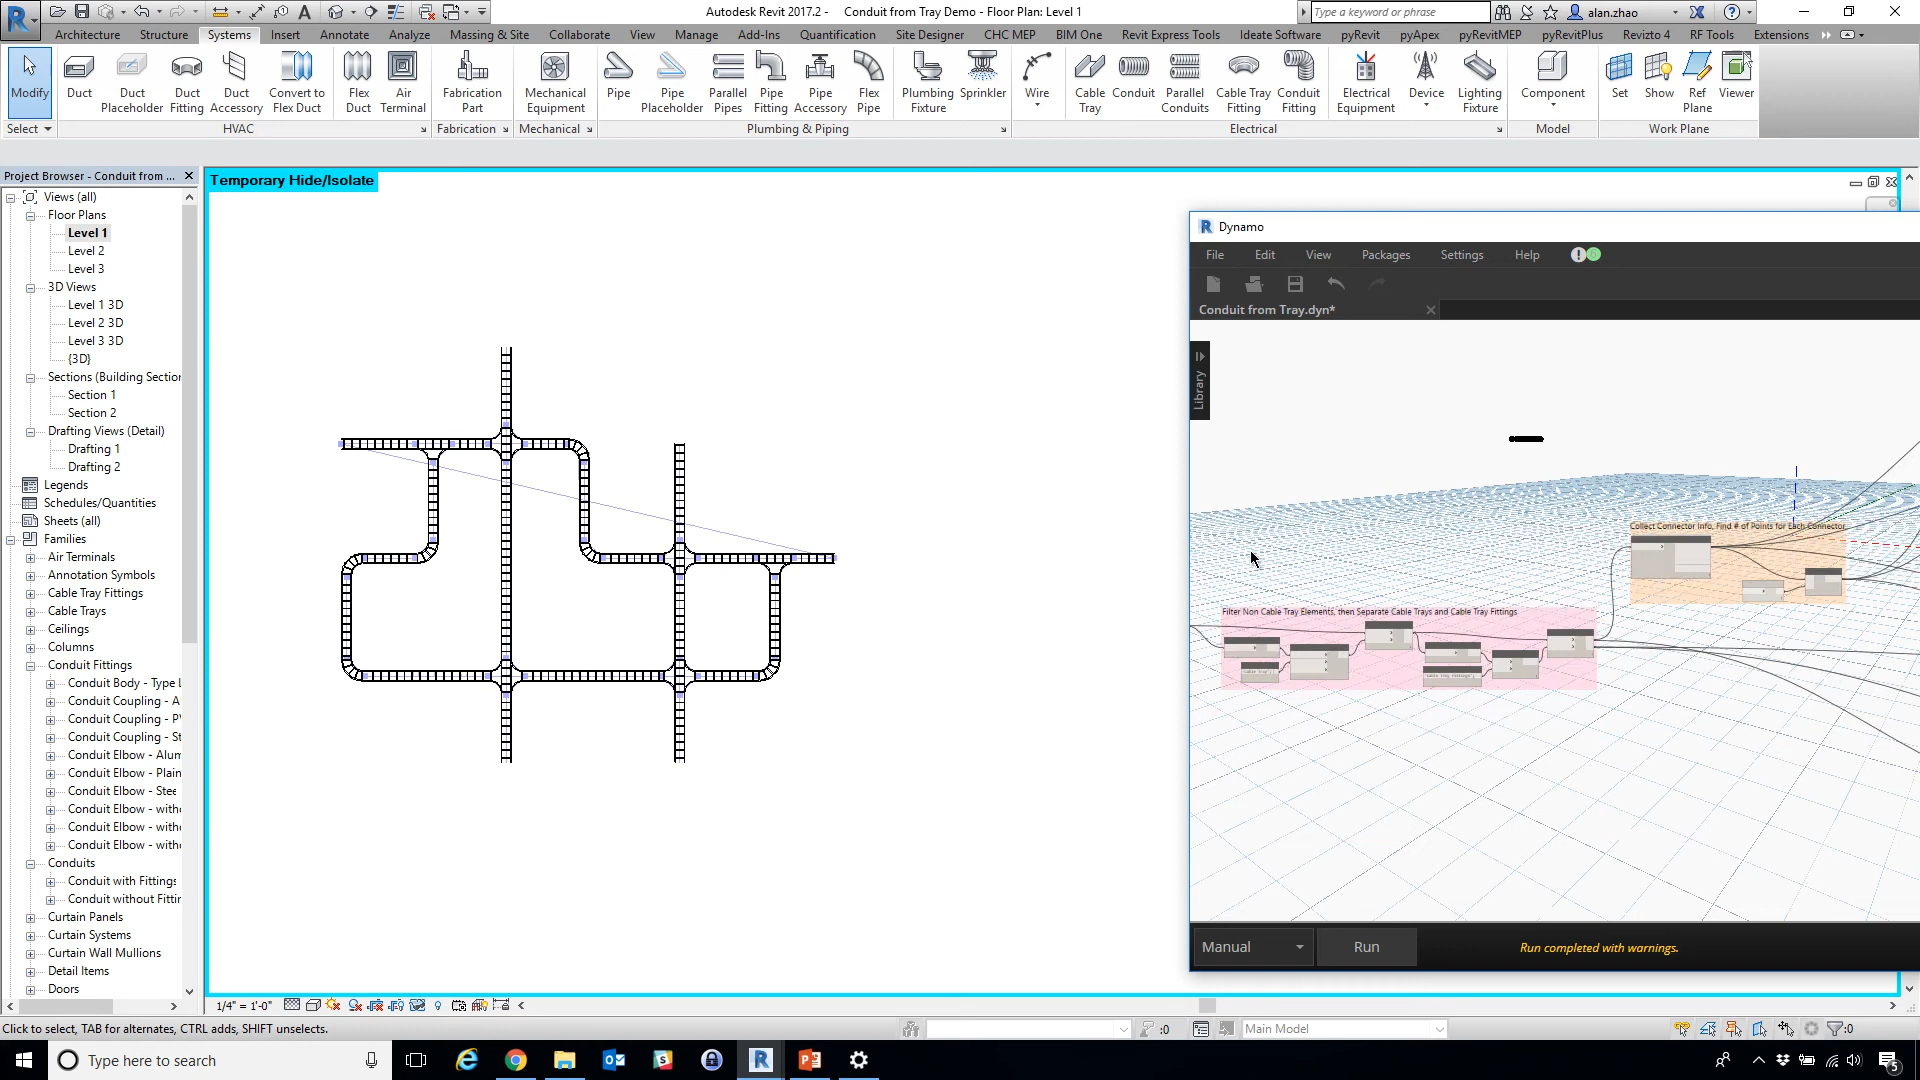 Autodesk Revit 2017.2 - Conduit from Tray Demo - Floor Plan: Level 1
Type a keyword or phrase
alan.zhao
Architecture Structure Systems Insert Annotate Analyze Massing & Site Collaborate View Manage Add-Ins Quantification Site Designer CHC MEP BIM One Revit Express Tools Ideate Software pyRevit pyApex pyRevitMEP pyRevitPlus Revizto 4 RF Tools Extensions
Modify
Duct
Duct Placeholder
Duct Fitting
Duct Accessory
Convert to Flex Duct
Flex Duct
Air Terminal
Fabrication Part
Mechanical Equipment
Pipe
Pipe Placeholder
Parallel Pipes
Pipe Fitting
Pipe Accessory
Flex Pipe
Plumbing Fixture
Sprinkler
Wire
Cable Tray
Conduit
Parallel Conduits
Cable Tray Fitting
Conduit Fitting
Electrical Equipment
Device
Lighting Fixture
Component
Set
Show
Ref Plane
Viewer
Select HVAC Fabrication Mechanical Plumbing & Piping Electrical Model Work Plane
Project Browser - Conduit from ...
Views (all)
Floor Plans
Level 1
Level 2
Level 3
3D Views
Level 1 3D
Level 2 3D
Level 3 3D
{3D}
Sections (Building Section
Section 1
Section 2
Drafting Views (Detail)
Drafting 1
Drafting 2
Legends
Schedules/Quantities
Sheets (all)
Families
Air Terminals
Annotation Symbols
Cable Tray Fittings
Cable Trays
Ceilings
Columns
Conduit Fittings
Conduit Body - Type L
Conduit Coupling - A
Conduit Coupling - PV
Conduit Coupling - St
Conduit Elbow - Alum
Conduit Elbow - Plain
Conduit Elbow - Stee
Conduit Elbow - witho
Conduit Elbow - witho
Conduit Elbow - witho
Conduits
Conduit with Fittings
Conduit without Fittin
Curtain Panels
Curtain Systems
Curtain Wall Mullions
Detail Items
Doors
Temporary Hide/Isolate
Dynamo
File Edit View Packages Settings Help
Conduit from Tray.dyn*
Library
Collect Connector Info, Find # of Points for Each Connector
Filter Non Cable Tray Elements, then Separate Cable Trays and Cable Tray Fittings
Manual
Run
Run completed with warnings.
1/4" = 1'-0"
Click to select, TAB for alternates, CTRL adds, SHIFT unselects.
:0
Main Model
:0
Type here to search
5